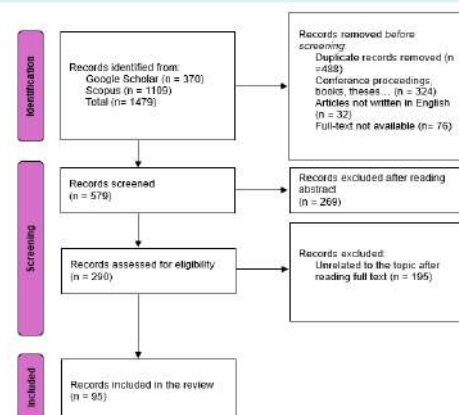 Identification
Records identified from:
Google Scholar (n = 370)
Scopus (n = 1109)
Total (n= 1479)
Records removed before
screening:
Duplicate records removed (n
=488)
Conference proceedings,
books, theses… (n = 324)
Articles not written in English
(n = 32)
Full-text not available (n= 76)
Screening
Records screened
(n = 579)
Records excluded after reading
abstract
(n = 269)
Records assessed for eligibility
(n = 290)
Records excluded:
Unrelated to the topic after
reading full text (n = 195)
Included
Records included in the review
(n = 95)